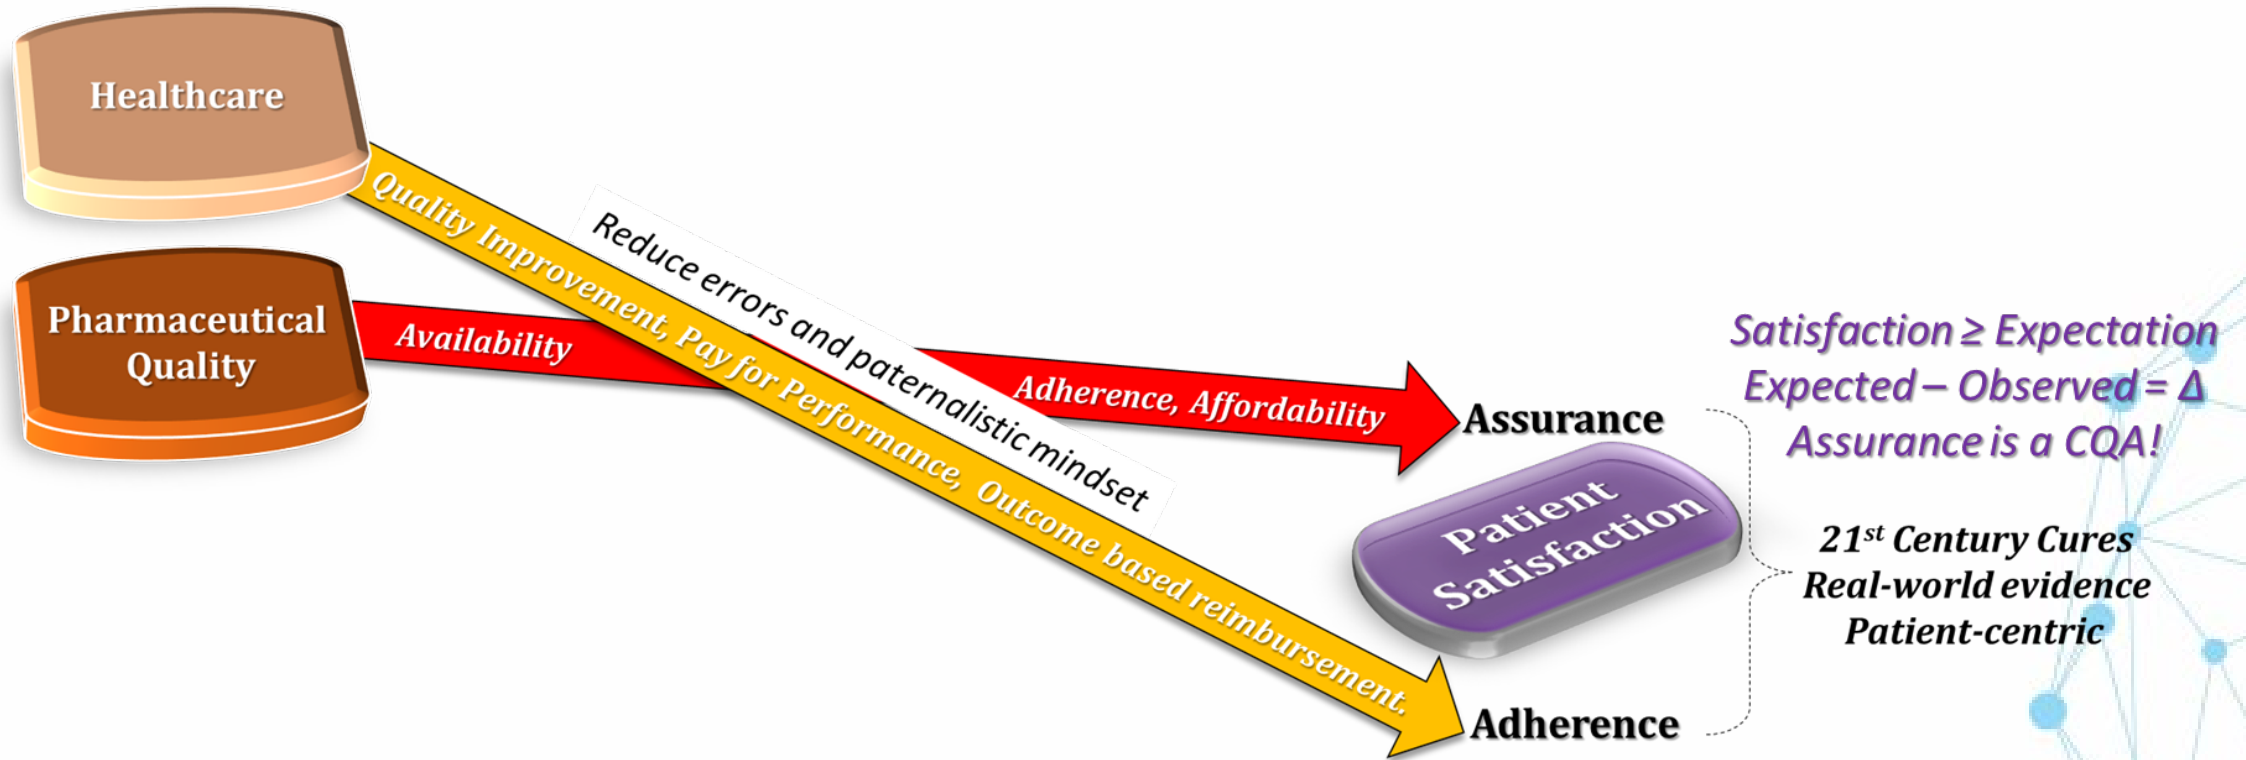 Healthcare
Pharmaceutical
Quality
Quality Improvement, Pay for Performance, Outcome based reimbursement.
Reduce errors and paternalistic mindset
Availability
Adherence, Affordability
Assurance
Patient
Satisfaction
Adherence
Satisfaction ≥ Expectation
Expected – Observed = Δ
Assurance is a CQA!
21st Century Cures
Real-world evidence
Patient-centric